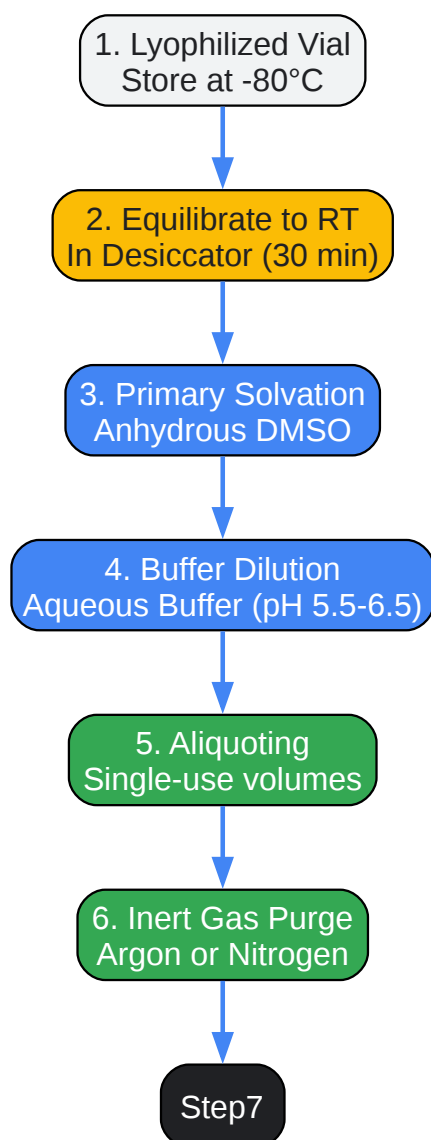 1. Lyophilized Vial
Store at -80°C
2. Equilibrate to RT
In Desiccator (30 min)
3. Primary Solvation
Anhydrous DMSO
4. Buffer Dilution
Aqueous Buffer (pH 5.5-6.5)
5. Aliquoting
Single-use volumes
6. Inert Gas Purge
Argon or Nitrogen
Step7